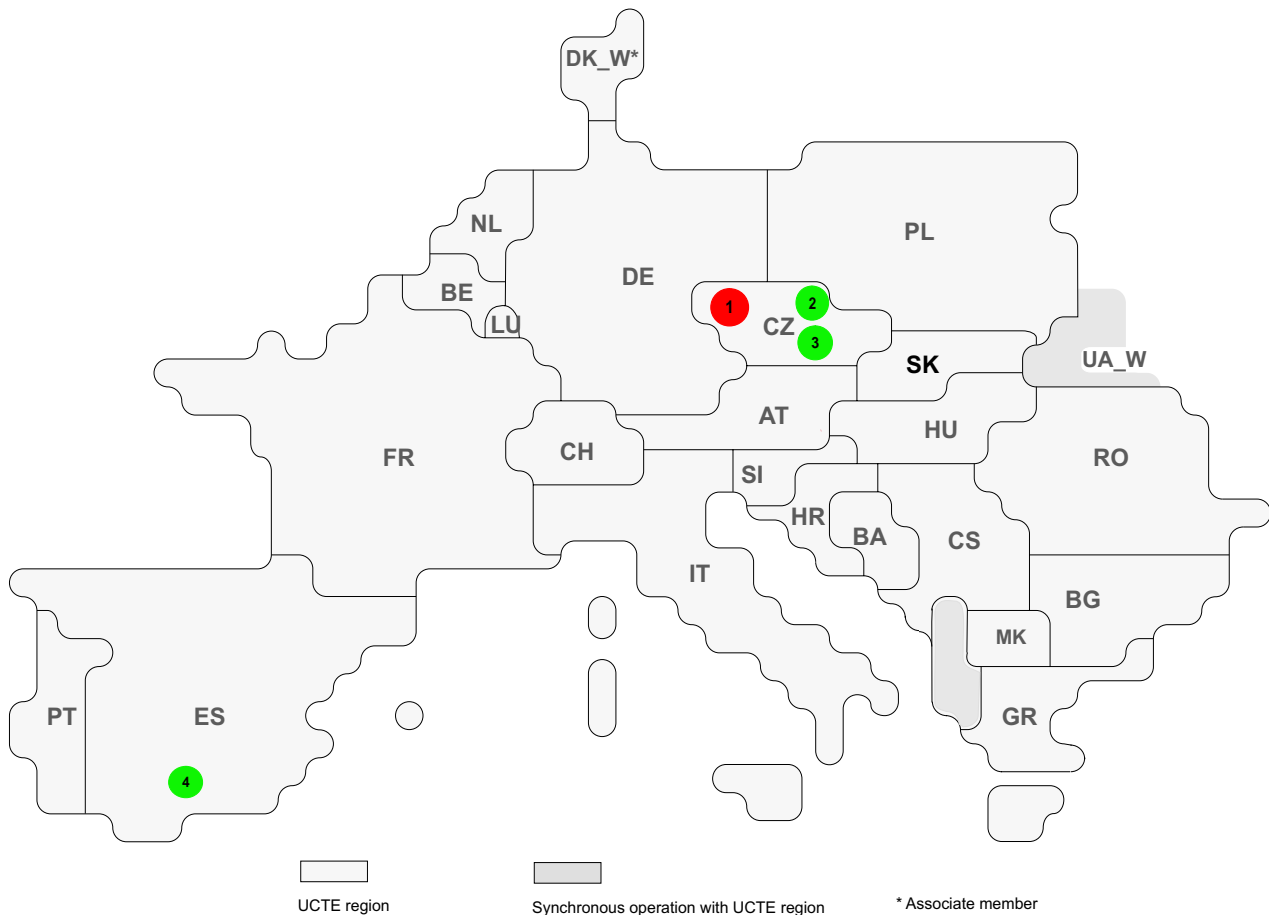 DK_W*
NL
PL
DE
BE
1
2
CZ
LU
3
SK
UA_W
AT
HU
FR
CH
RO
SI
HR
BA
CS
IT
BG
MK
PT
ES
GR
4
UCTE region
Synchronous operation with UCTE region
* Associate member